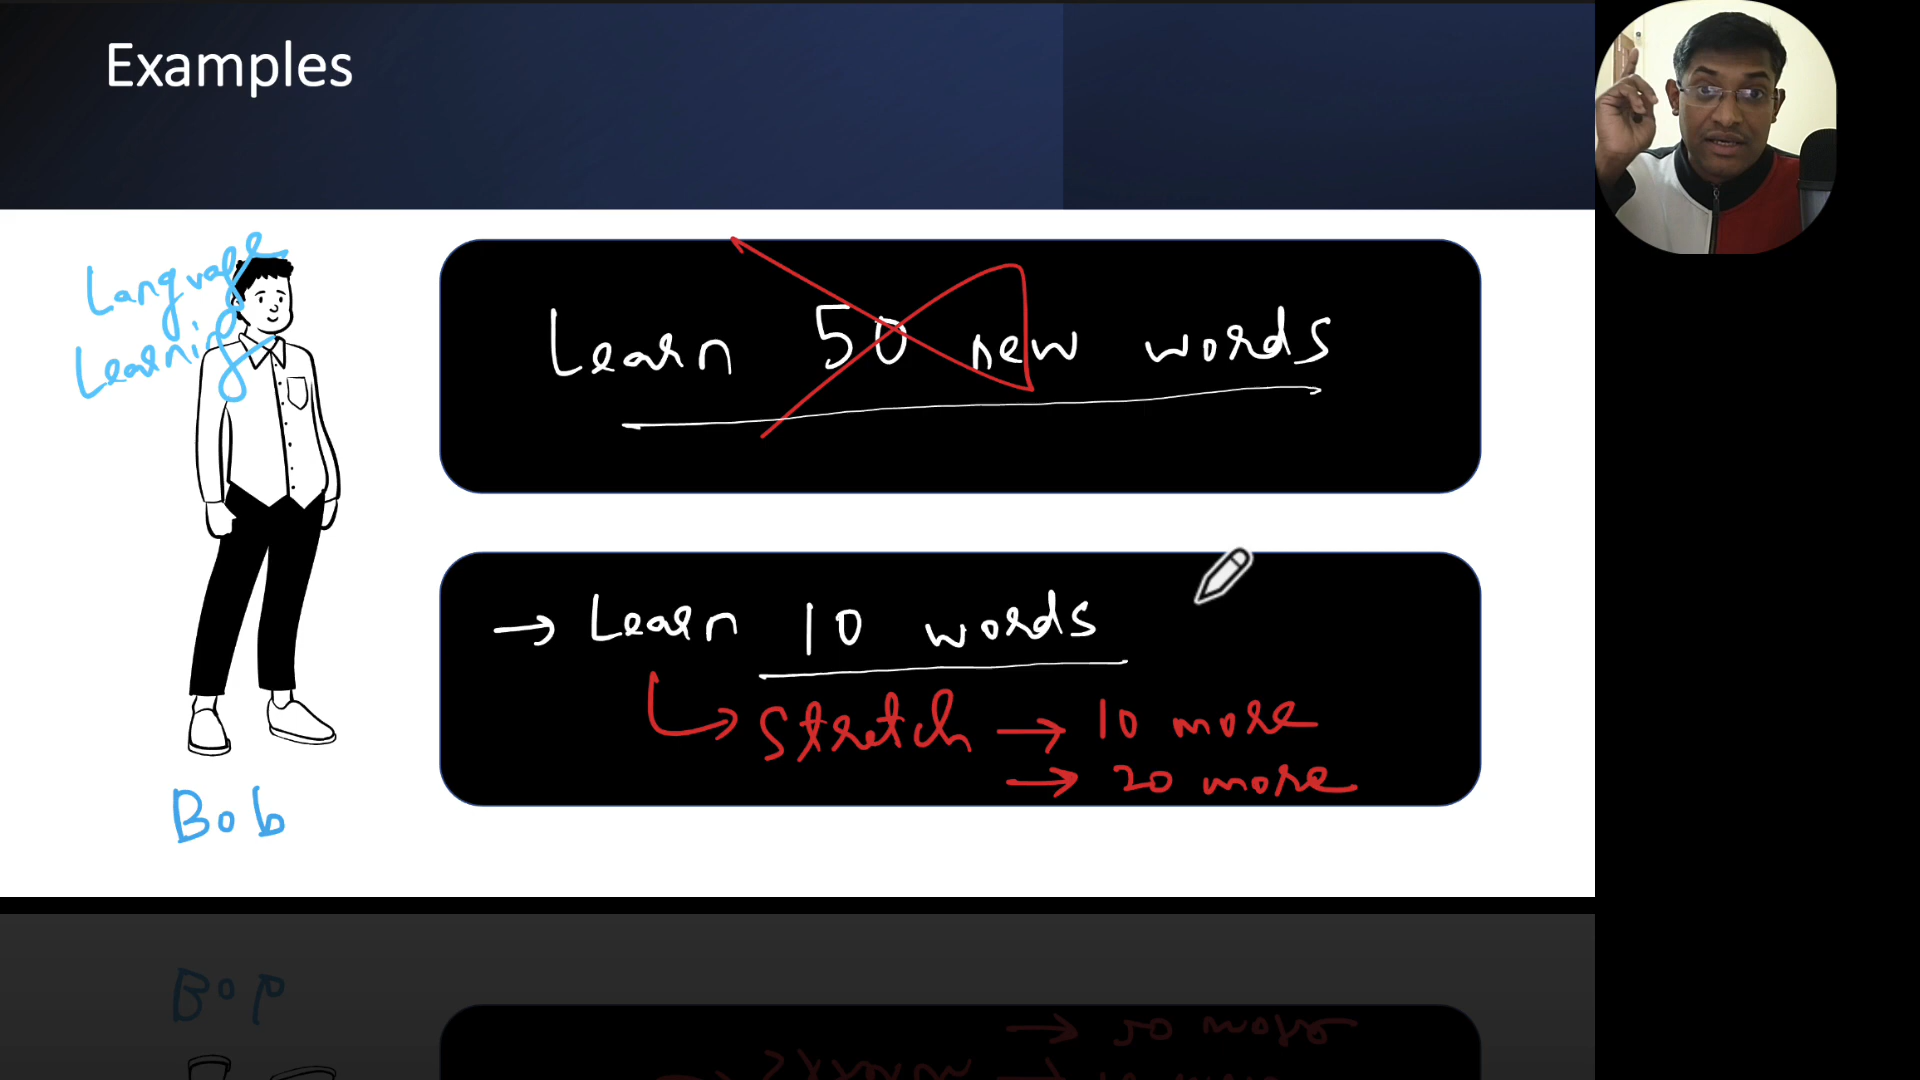 Examples
Language
Learning
Learn 50 new words
→ Learn 10 words
Stretch → 10 more
→ 20 more
Bob